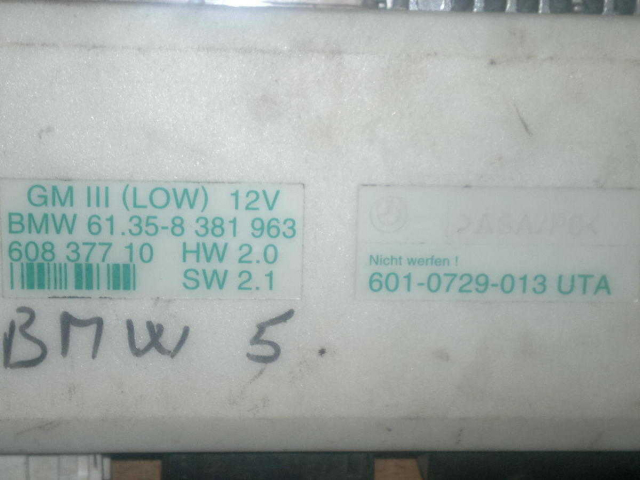 GM III (LOW) 12V
BMW 61.35-8 381 963
608 377 10 HW 2.0
SW 2.1
Nicht werfen !
601-0729-013 UTA
BMW 5